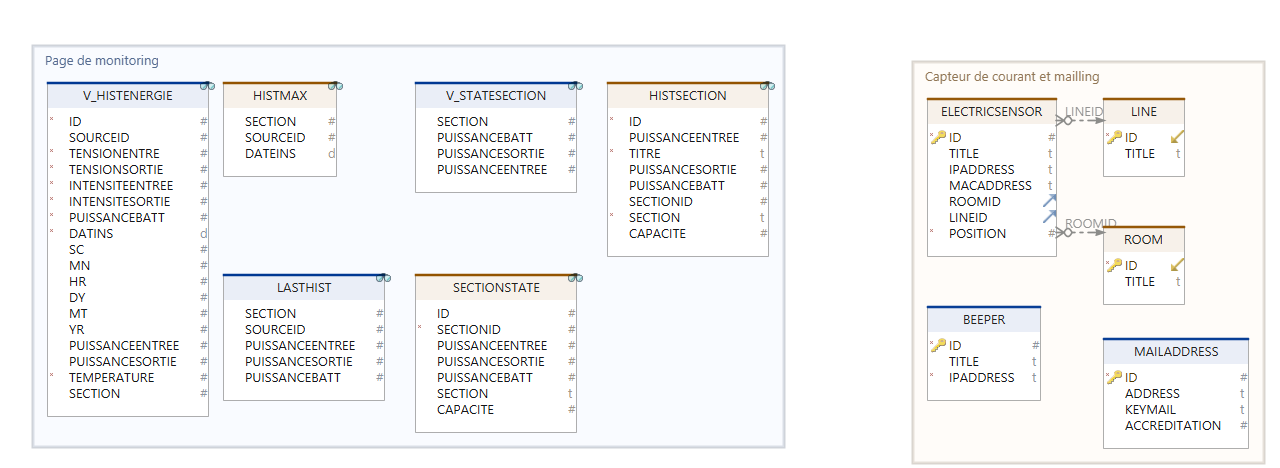 Page de monitoring
V_HISTENERGIE
* ID #
SOURCEID #
* TENSIONENTRE #
* TENSIONSORTIE #
* INTENSITEENTREE #
* INTENSITESORTIE #
* PUISSANCEBATT #
* DATINS d
SC #
MN #
HR #
DY #
MT #
YR #
PUISSANCEENTREE #
PUISSANCESORTIE #
* TEMPERATURE #
SECTION #
HISTMAX
SECTION #
SOURCEID #
DATEINS d
V_STATESECTION
SECTION #
PUISSANCEBATT #
PUISSANCESORTIE #
PUISSANCEENTREE #
HISTSECTION
* ID #
PUISSANCEENTREE #
* TITRE t
PUISSANCESORTIE #
PUISSANCEBATT #
SECTIONID #
* SECTION t
CAPACITE #
LASTHIST
SECTION #
SOURCEID #
PUISSANCEENTREE #
PUISSANCESORTIE #
PUISSANCEBATT #
SECTIONSTATE
ID #
* SECTIONID #
PUISSANCEENTREE #
PUISSANCESORTIE #
PUISSANCEBATT #
SECTION t
CAPACITE #
Capteur de courant et mailling
ELECTRICSENSOR
* ID #
TITLE t
IPADDRESS t
MACADDRESS t
ROOMID
LINEID
* POSITION #
LINEID
LINE
* ID
TITLE t
ROOMID
ROOM
* ID
TITLE t
BEEPER
* ID #
TITLE t
* IPADDRESS t
MAILADDRESS
* ID #
ADDRESS t
KEYMAIL t
ACCREDITATION #